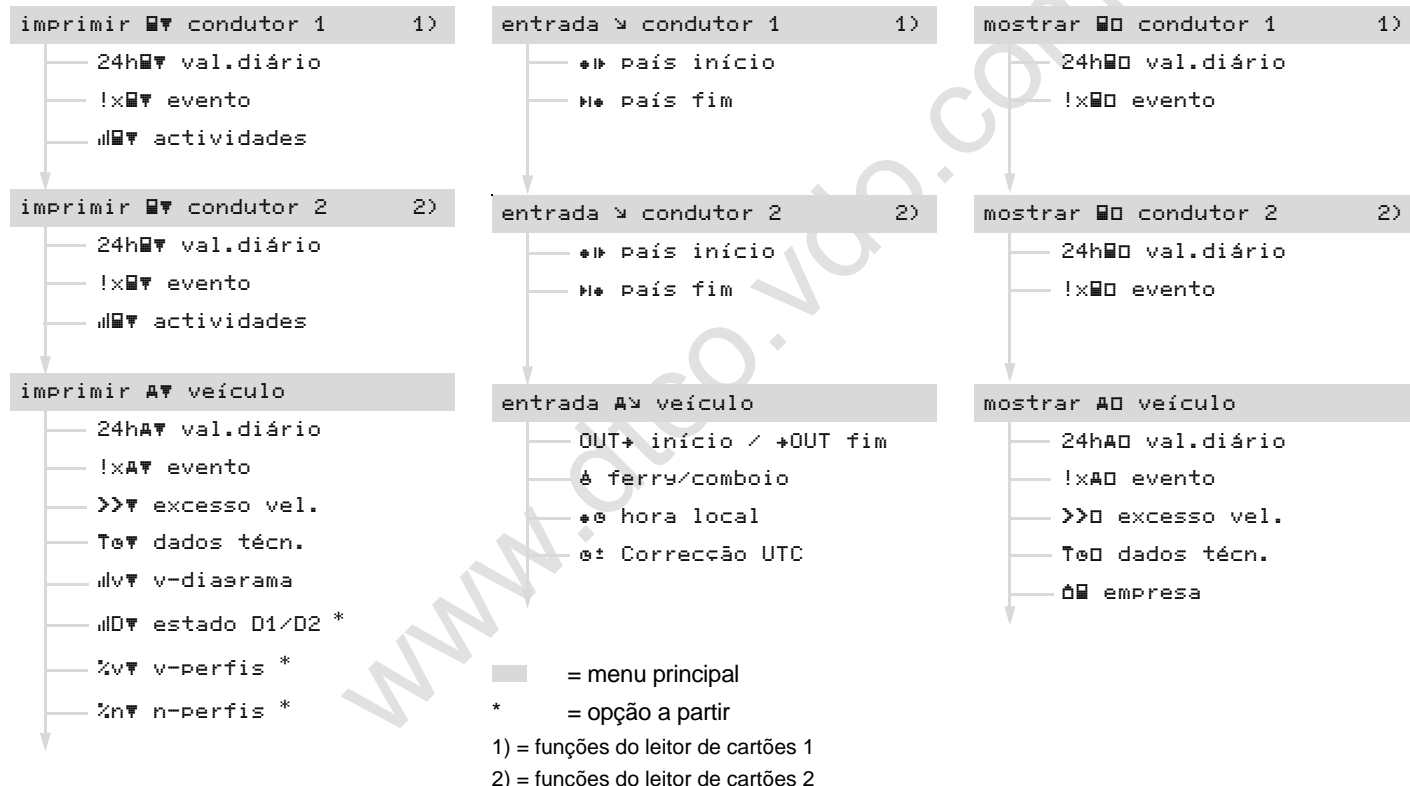 imprimir condutor 1 1)
24h val.diário
!x evento
actividades
imprimir condutor 2 2)
24h val.diário
!x evento
actividades
imprimir veículo
24h val.diário
!x evento
>> excesso vel.
T dados técn.
v v-diagrama
D estado D1/D2 *
%v v-perfis *
%n n-perfis *
entrada condutor 1 1)
país início
país fim
entrada condutor 2 2)
país início
país fim
entrada veículo
OUT+ início / +OUT fim
ferry/comboio
hora local
± Correcção UTC
= menu principal
* = opção a partir
1) = funções do leitor de cartões 1
2) = funções do leitor de cartões 2
mostrar condutor 1 1)
24h val.diário
!x evento
mostrar condutor 2 2)
24h val.diário
!x evento
mostrar veículo
24h val.diário
!x evento
>> excesso vel.
T dados técn.
empresa
www.dtco.vdo.com